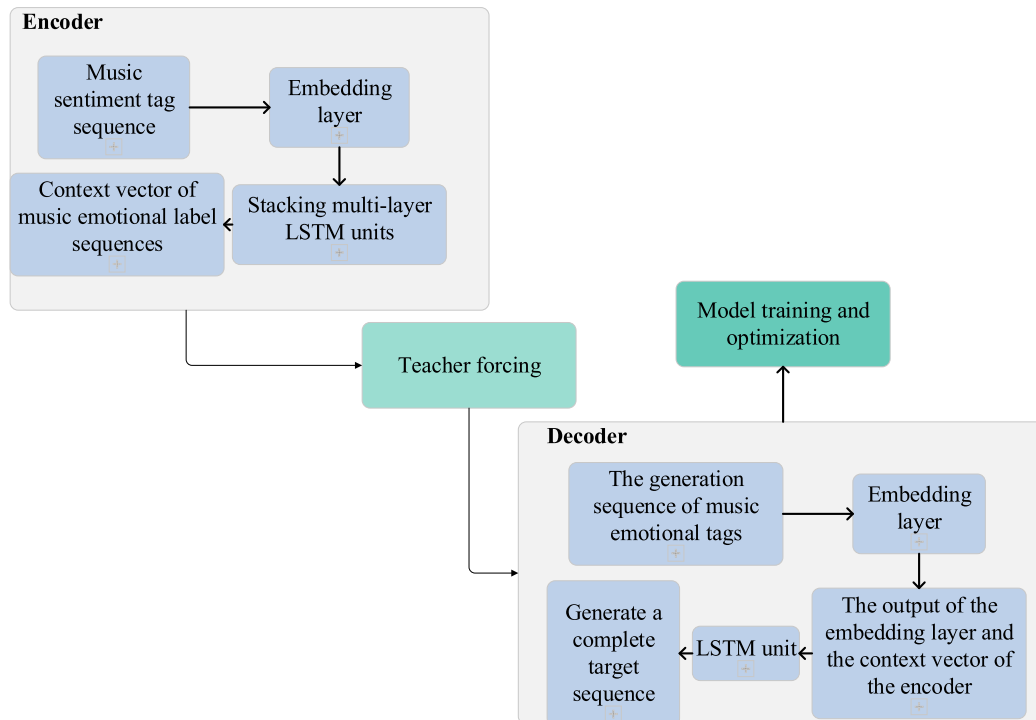 Encoder
Music
sentiment tag
sequence
Embedding
layer
Context vector of
music emotional label
sequences
Stacking multi-layer
LSTM units
Teacher forcing
Model training and
optimization
Decoder
The generation
sequence of music
emotional tags
Embedding
layer
Generate a
complete
target
sequence
LSTM unit
The output of the
embedding layer and
the context vector of
the encoder